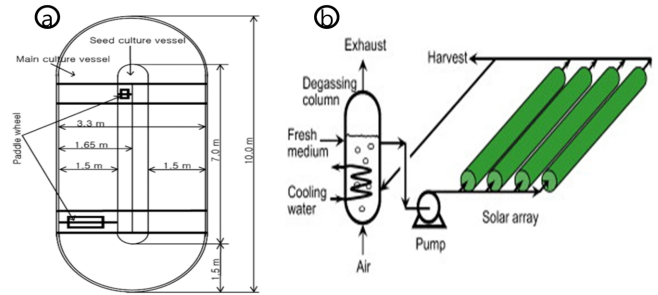 a
Seed culture vessel
Main culture vessel
Paddle wheel
3.3 m
1.65 m
1.5 m
1.5 m
7.0 m
10.0 m
1.5 m
b
Exhaust
Harvest
Degassing
column
Fresh
medium
Cooling
water
Air
Pump
Solar array